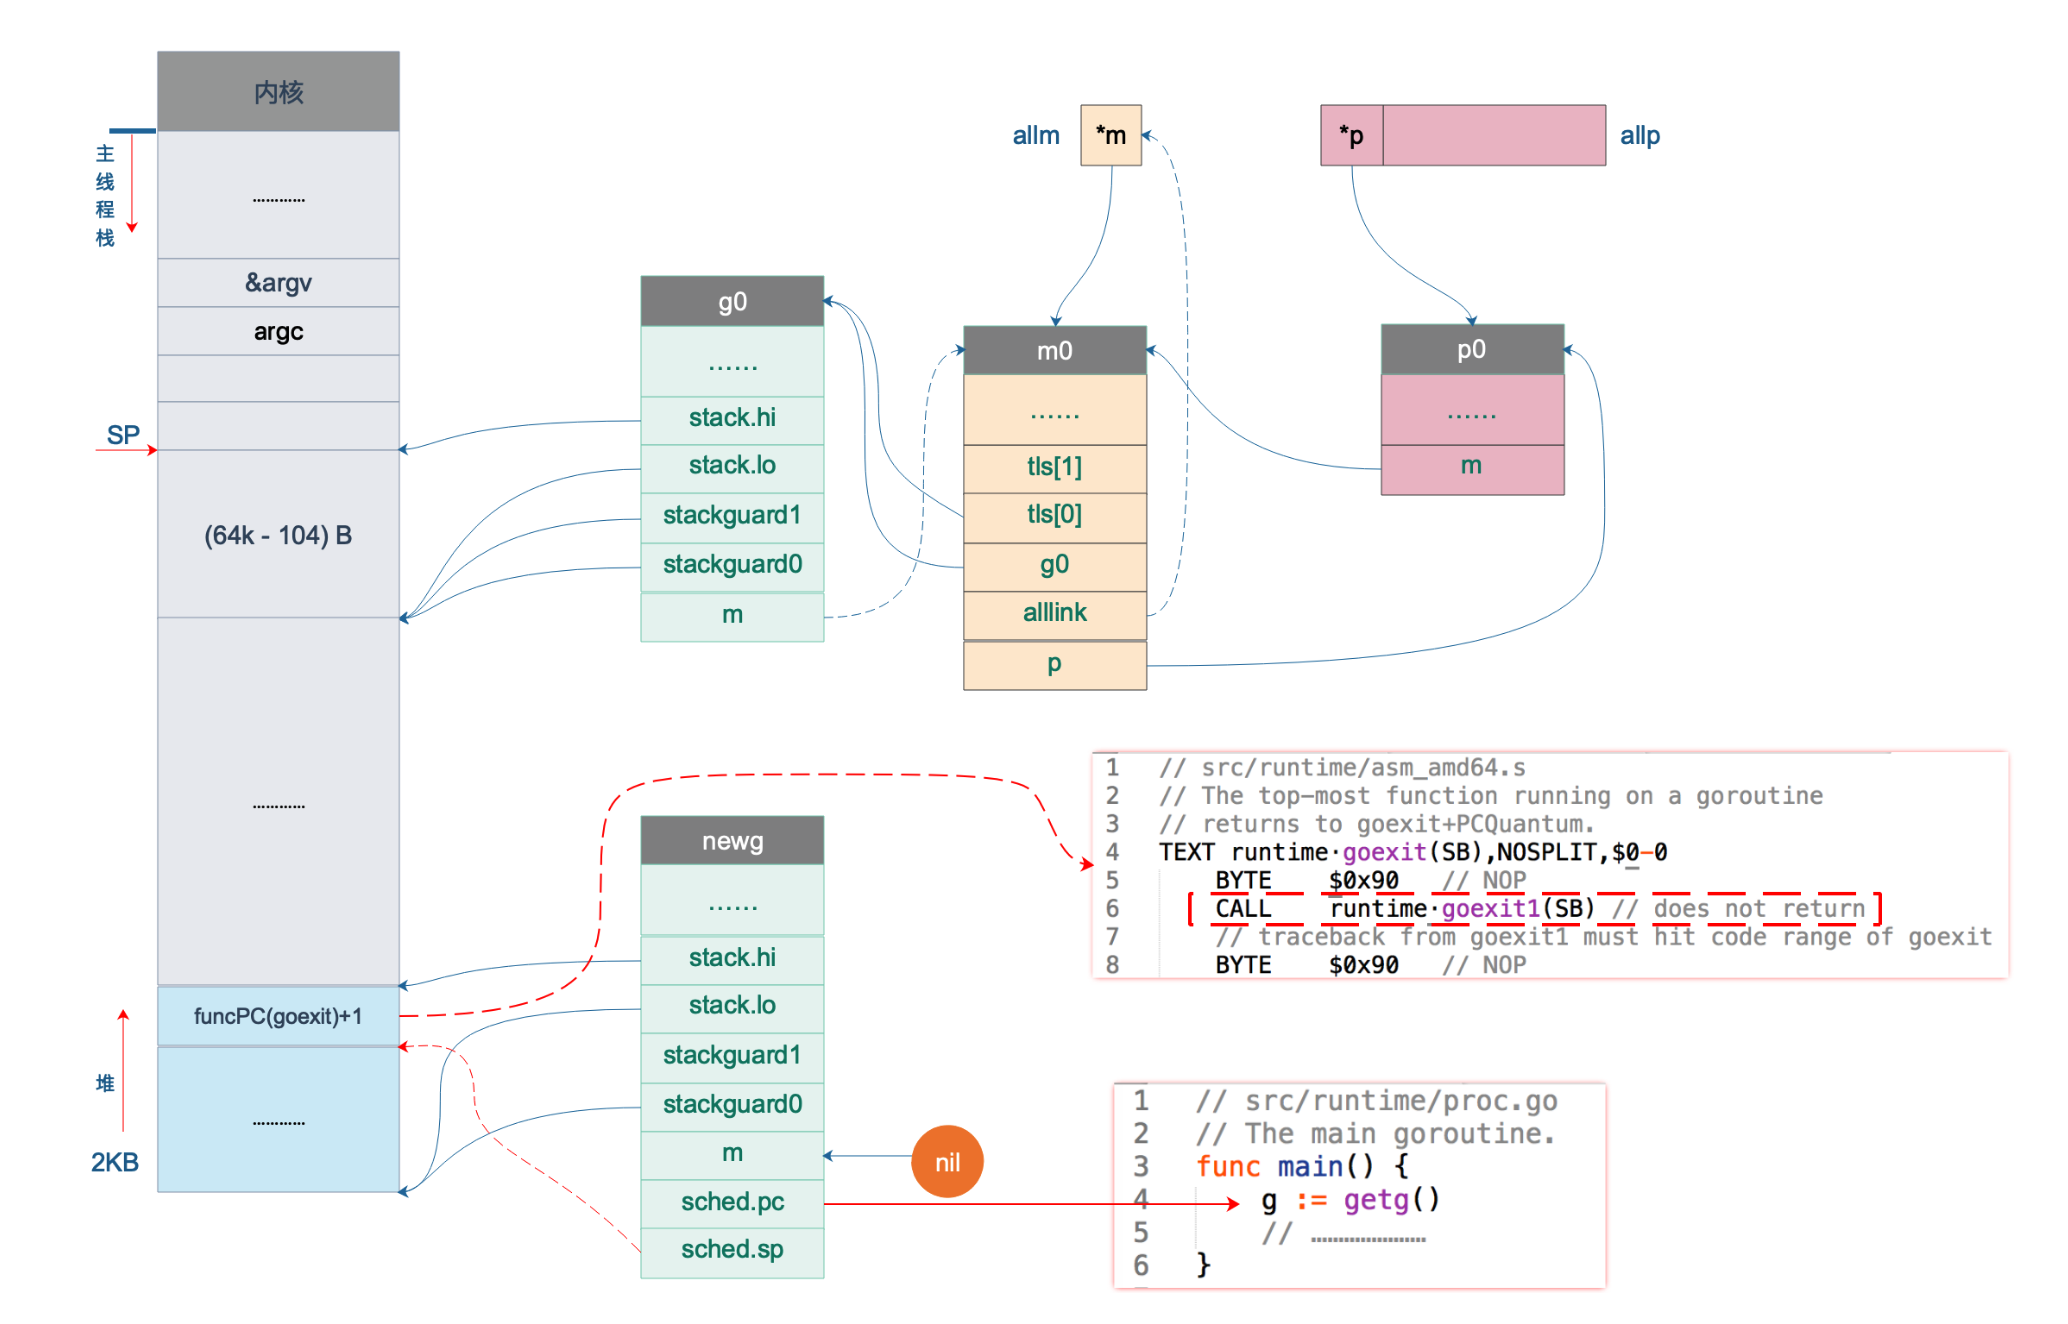 内核
主线程栈
…………
&argv
argc
SP
(64k - 104) B
…………
funcPC(goexit)+1
堆
…………
2KB
g0
……
stack.hi
stack.lo
stackguard1
stackguard0
m
allm
*m
m0
……
tls[1]
tls[0]
g0
alllink
p
*p
allp
p0
……
m
newg
……
stack.hi
stack.lo
stackguard1
stackguard0
m
sched.pc
sched.sp
nil
1 // src/runtime/asm_amd64.s
2 // The top-most function running on a goroutine
3 // returns to goexit+PCQuantum.
4 TEXT runtime·goexit(SB),NOSPLIT,$0-0
5 BYTE $0x90 // NOP
6 CALL runtime·goexit1(SB) // does not return
7 // traceback from goexit1 must hit code range of goexit
8 BYTE $0x90 // NOP
1 // src/runtime/proc.go
2 // The main goroutine.
3 func main() {
4 g := getg()
5 // …………………
6 }